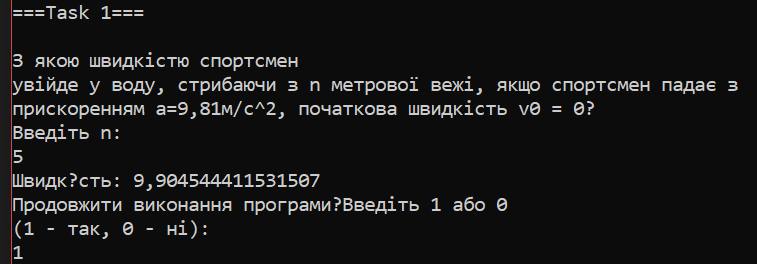 ===Task 1===
З якою швидкістю спортсмен
увійде у воду, стрибаючи з n метрової вежі, якщо спортсмен падає з
прискоренням a=9,81м/с^2, початкова швидкість v0 = 0?
Введіть n:
5
Швидк?сть: 9,904544411531507
Продовжити виконання програми?Введіть 1 або 0
(1 - так, 0 - ні):
1